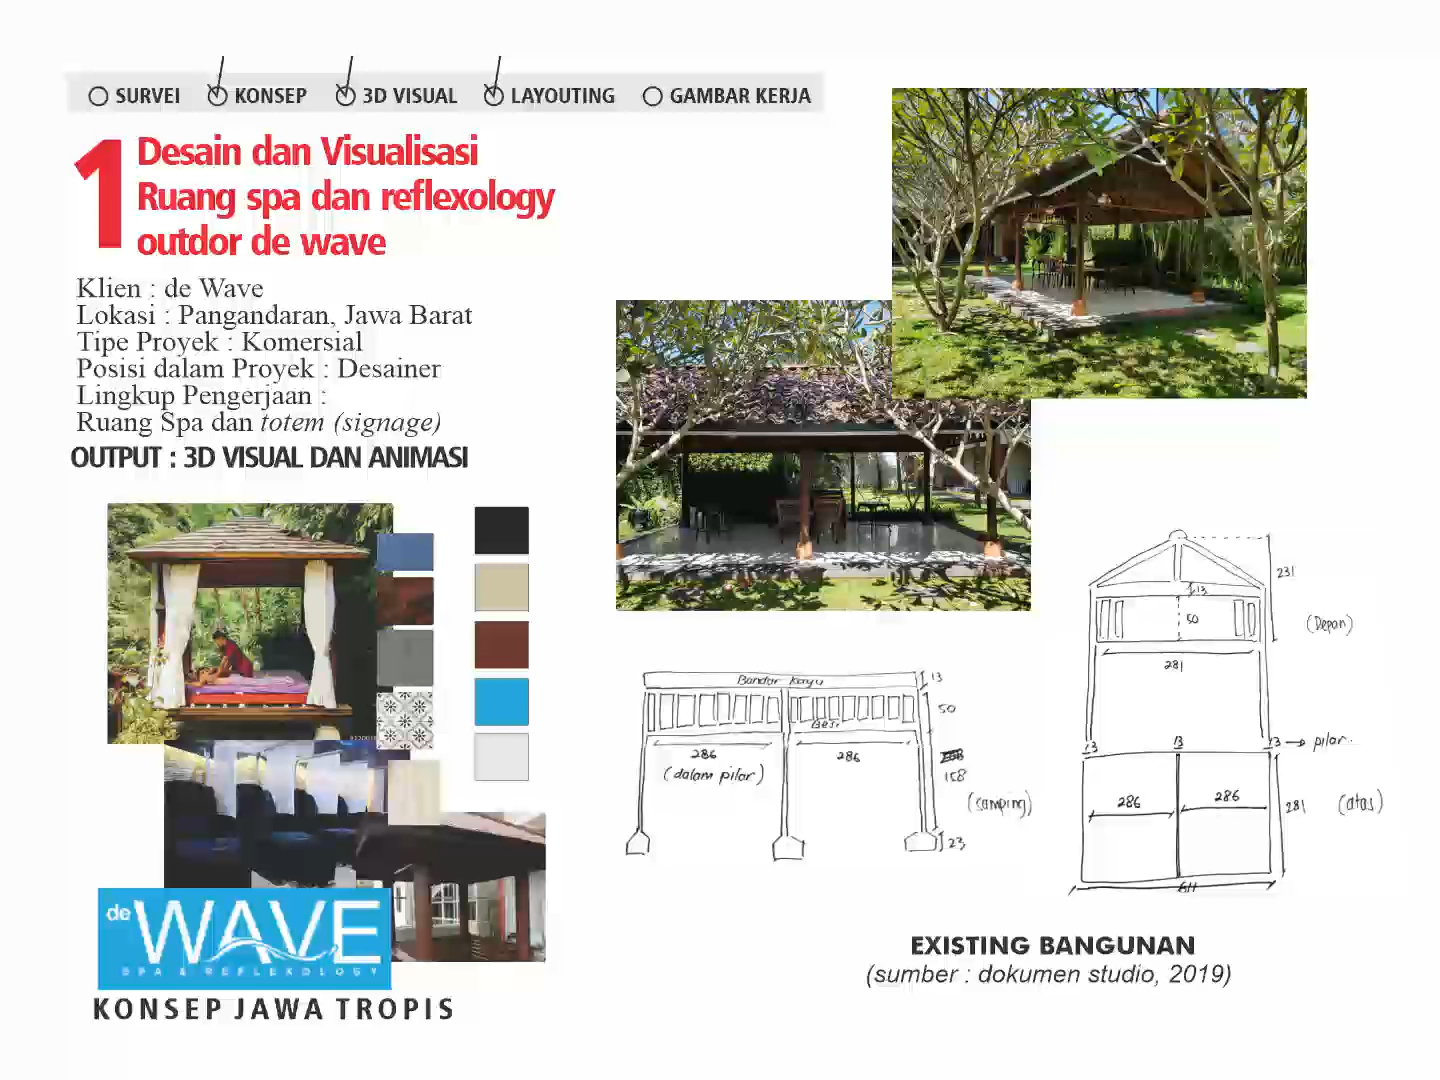 SURVEI
KONSEP
3D VISUAL
LAYOUTING
GAMBAR KERJA
1
Desain dan Visualisasi
Ruang spa dan reflexology
outdor de wave
Klien : de Wave
Lokasi : Pangandaran, Jawa Barat
Tipe Proyek : Komersial
Posisi dalam Proyek : Desainer
Lingkup Pengerjaan :
Ruang Spa dan totem (signage)
OUTPUT : 3D VISUAL DAN ANIMASI
de WAVE
SPA & REFLEXOLOGY
KONSEP JAWA TROPIS
13
50
286
286
(dalam pilar)
158
(samping)
23
231
13
50
(Depan)
281
13
13
13 → pilar.
286
286
281
(atas)
611
EXISTING BANGUNAN
(sumber : dokumen studio, 2019)